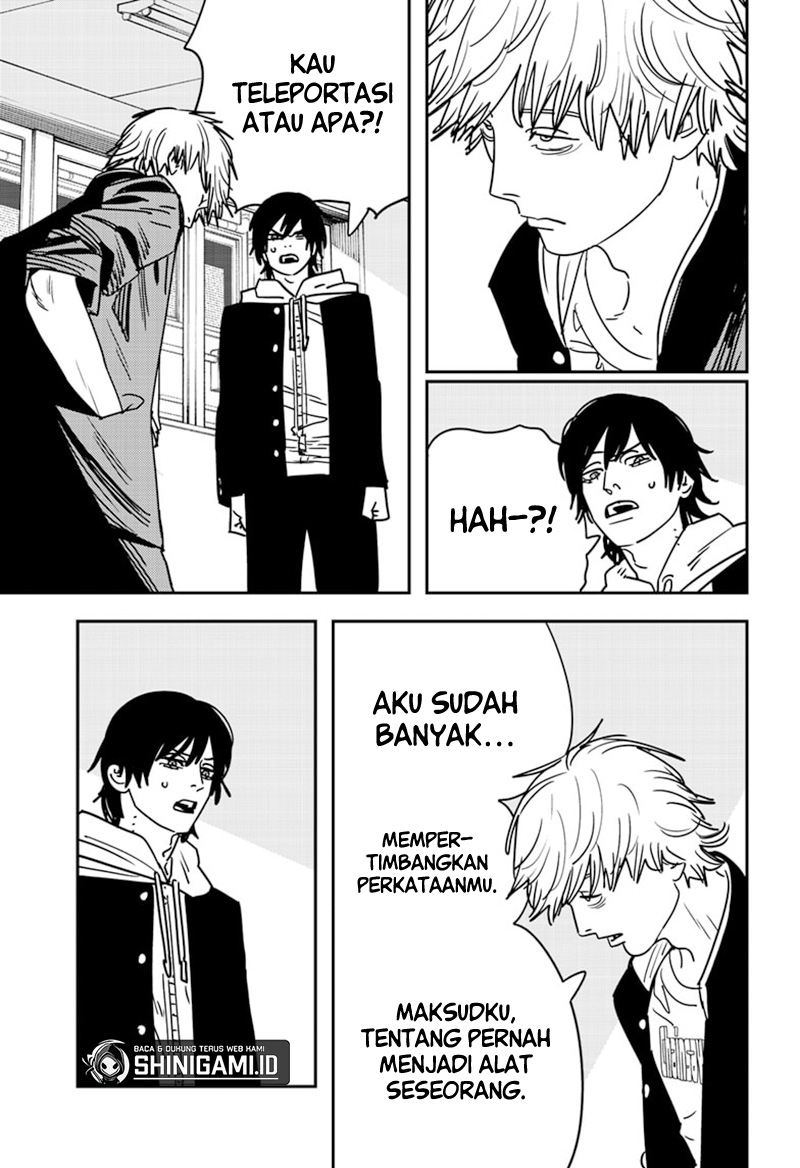 KAU
TELEPORTASI
ATAU APA?!
HAH-?!
AKU SUDAH
BANYAK...
MEMPER-
TIMBANGKAN
PERKATAANMU.
MAKSUDKU,
TENTANG PERNAH
MENJADI ALAT
SESEORANG.
BACA & DUKUNG TERUS WEB KAMI
SHINIGAMI.ID